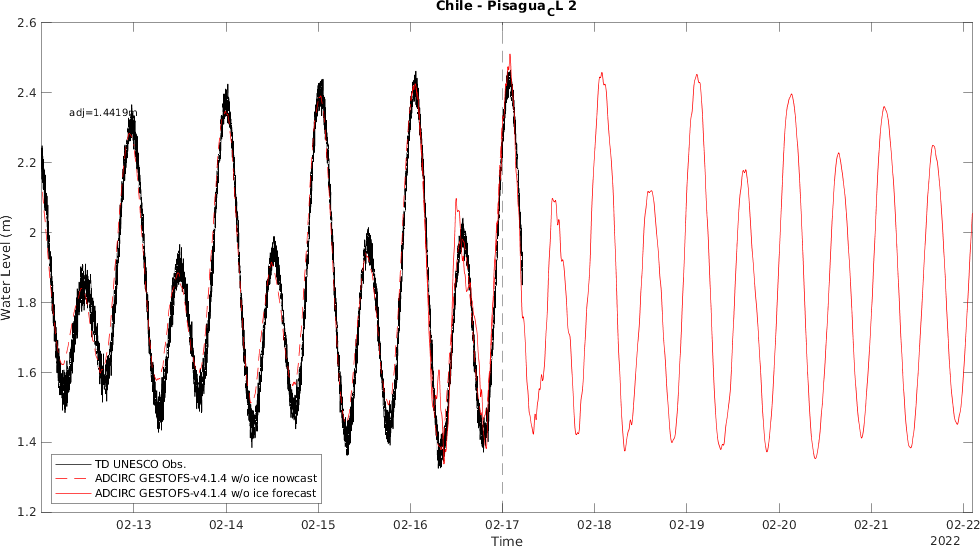 Chile - Pisagua_CL 2
2.6
2.4
adj=1.4419m
2.2
2
1.8
1.6
1.4
1.2
Water Level (m)
TD UNESCO Obs.
ADCIRC GESTOFS-v4.1.4 w/o ice nowcast
ADCIRC GESTOFS-v4.1.4 w/o ice forecast
02-13 02-14 02-15 02-16 02-17 02-18 02-19 02-20 02-21 02-22
Time
2022